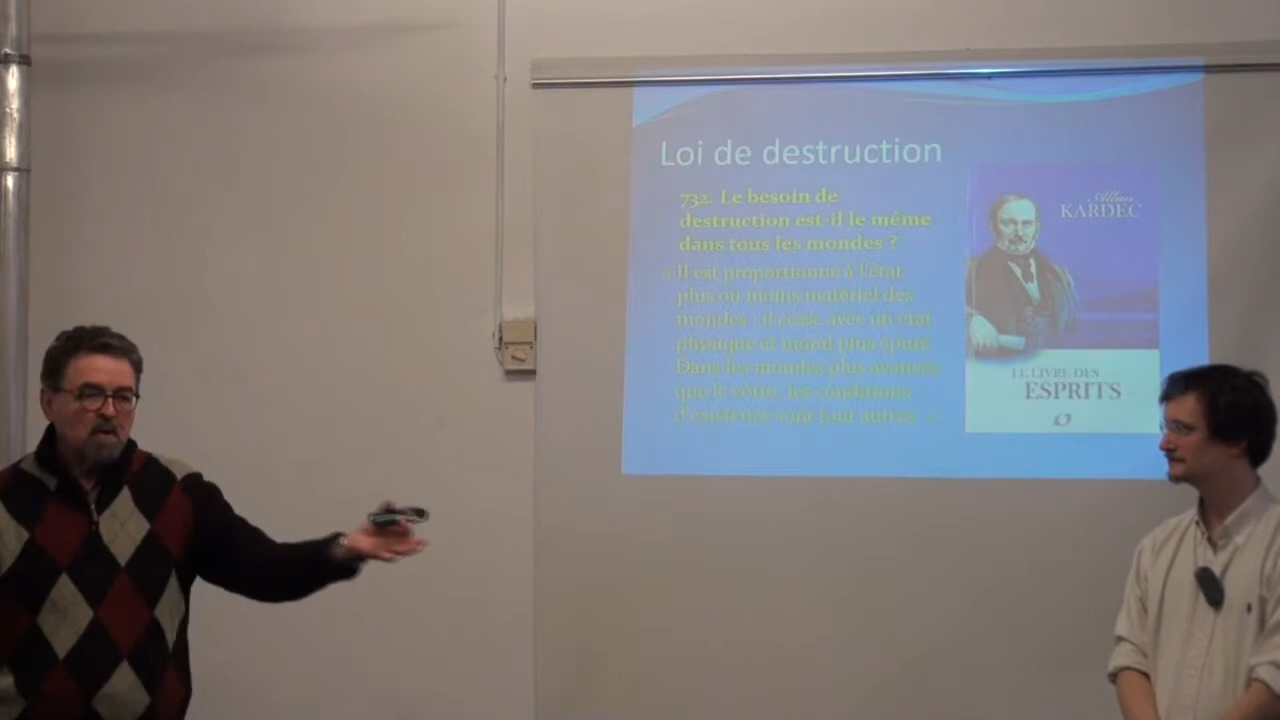 Loi de destruction
732. Le besoin de
destruction est-il le même
dans tous les mondes ?
« Il est proportionné à l'état
plus ou moins matériel des
mondes ; il cesse avec un état
physique et moral plus épuré.
Dans les mondes plus avancés
que le vôtre, les conditions
d'existence sont tout autres. »
Allan
KARDEC
LE LIVRE DES
ESPRITS